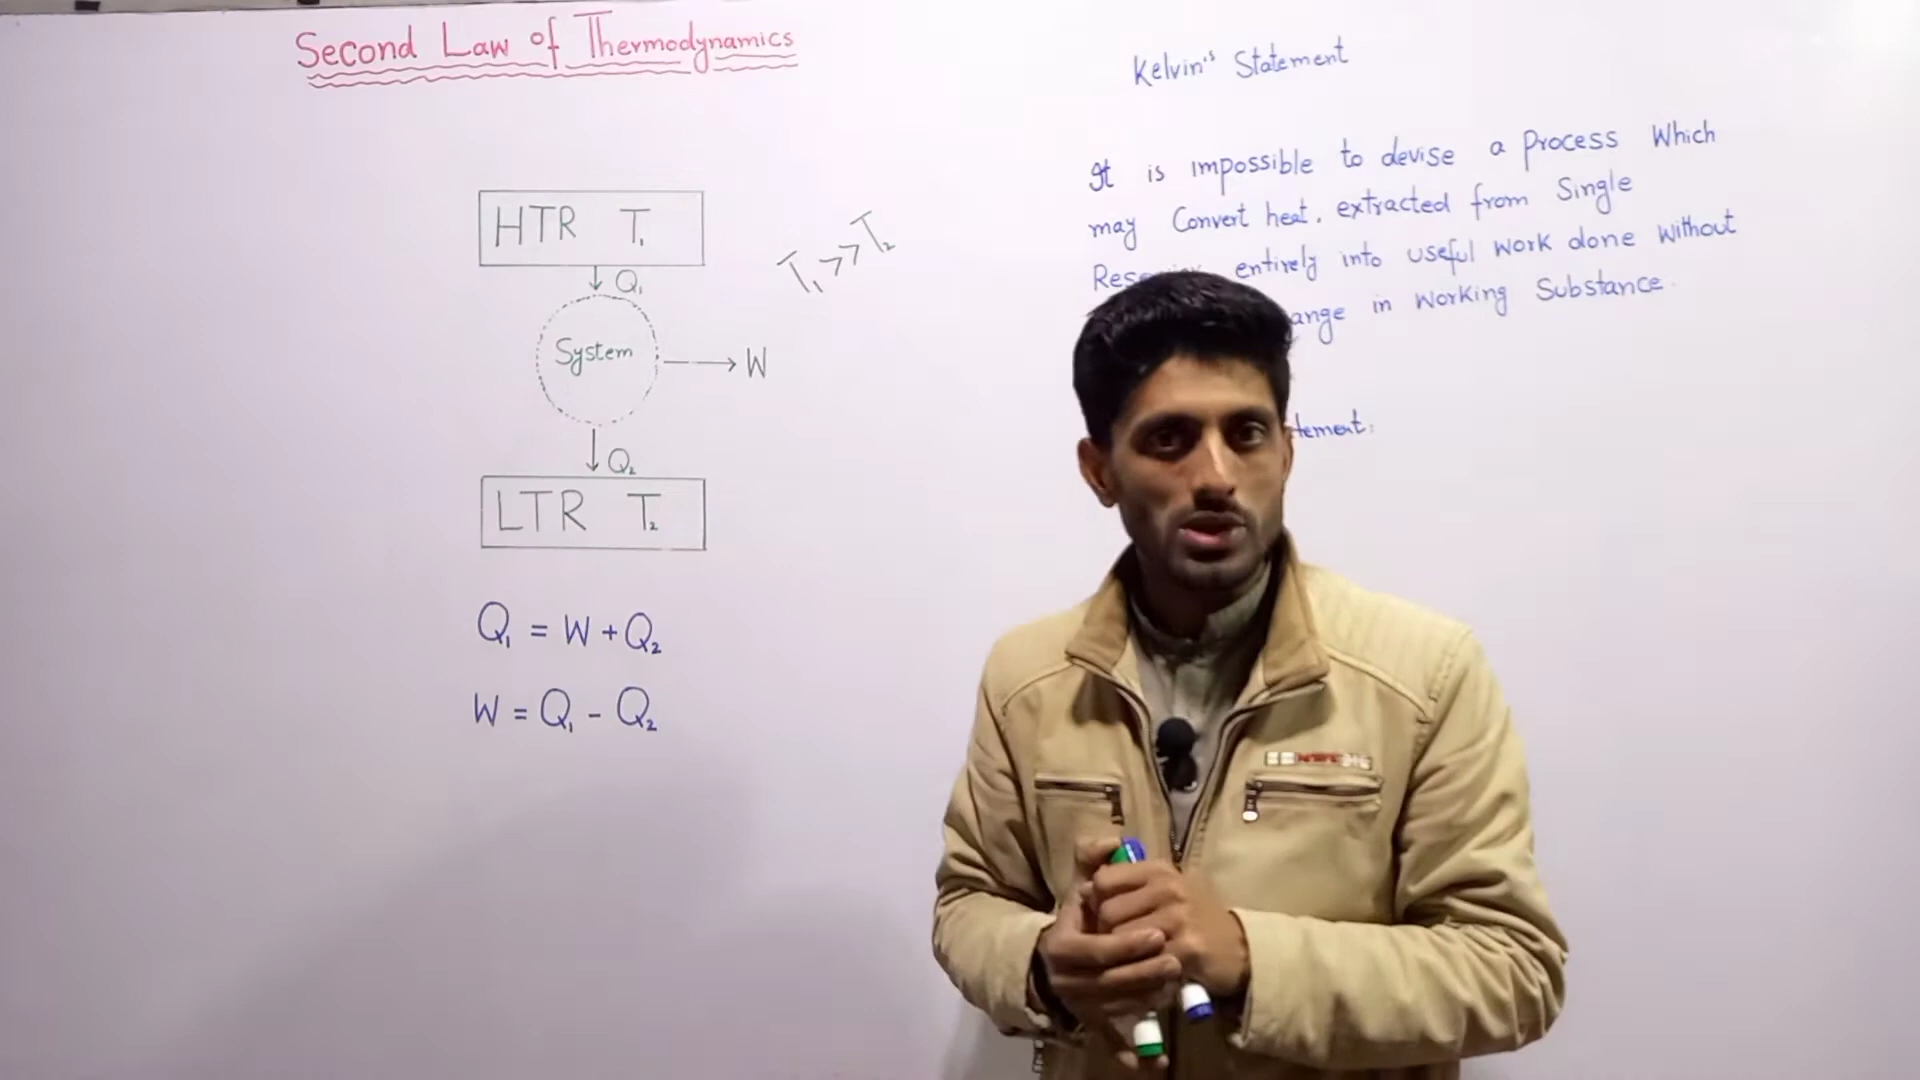 Second Law of Thermodynamics
HTR T₁
Q₁
T₁ >> T₂
System
W
Q₂
LTR T₂
Q₁ = W + Q₂
W = Q₁ - Q₂
Kelvin's Statement
It is impossible to devise a Process Which
may Convert heat, extracted from Single
entirely into useful work done without
in Working Substance.